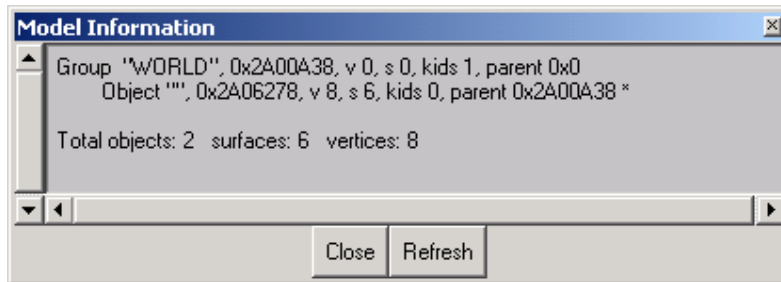 Model Information
Group "WORLD", 0x2A00A38, v 0, s 0, kids 1, parent 0x0
Object "", 0x2A06278, v 8, s 6, kids 0, parent 0x2A00A38 *
Total objects: 2 surfaces: 6 vertices: 8
Close Refresh